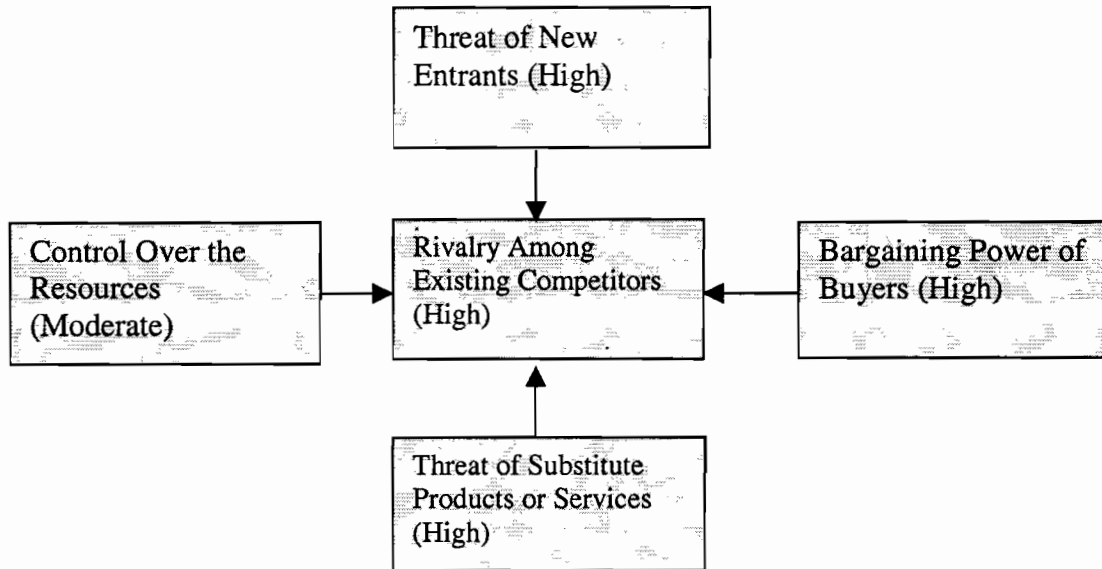 Threat of New
Entrants (High)
Control Over the
Resources
(Moderate)
Rivalry Among
Existing Competitors
(High)
Bargaining Power of
Buyers (High)
Threat of Substitute
Products or Services
(High)